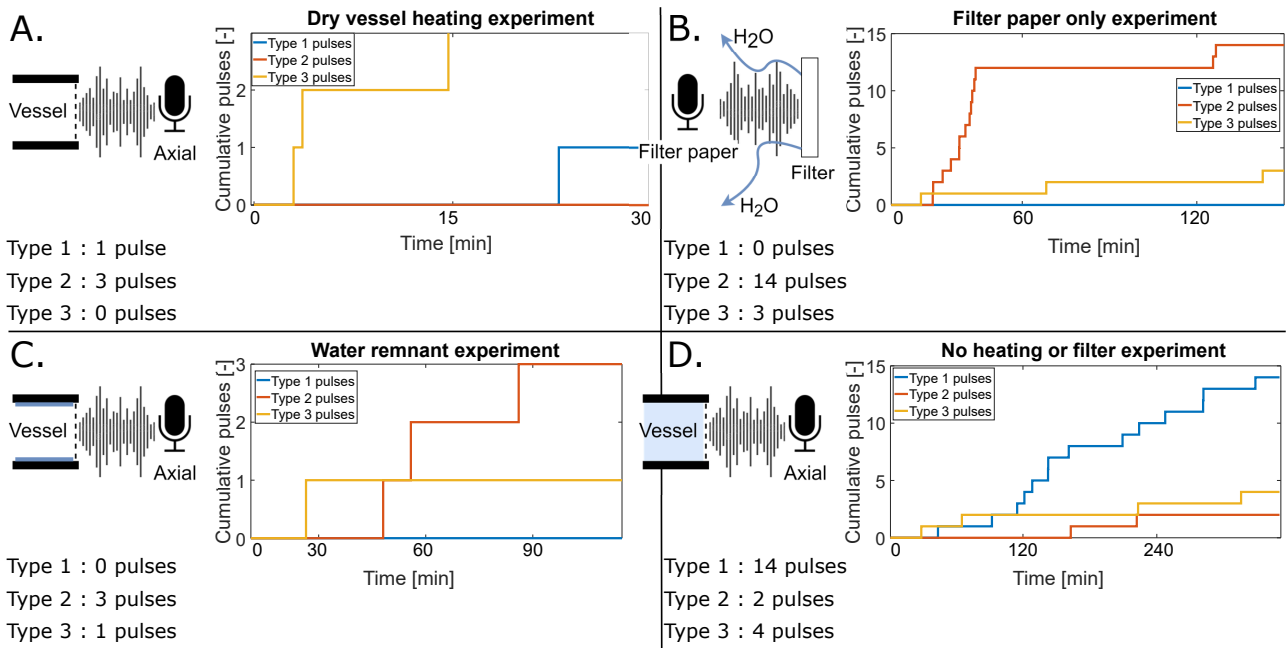 A.
Dry vessel heating experiment
Vessel
Axial
Cumulative pulses [-]
Type 1 pulses
Type 2 pulses
Type 3 pulses
2
1
0
0
15
30
Time [min]
Type 1 : 1 pulse
Type 2 : 3 pulses
Type 3 : 0 pulses
B.
Filter paper only experiment
H2O
H2O
Filter paper
Filter
Cumulative pulses [-]
15
10
5
0
Type 1 pulses
Type 2 pulses
Type 3 pulses
0
60
120
Time [min]
Type 1 : 0 pulses
Type 2 : 14 pulses
Type 3 : 3 pulses
C.
Water remnant experiment
Vessel
Axial
Cumulative pulses [-]
3
2
1
0
Type 1 pulses
Type 2 pulses
Type 3 pulses
0
30
60
90
Time [min]
Type 1 : 0 pulses
Type 2 : 3 pulses
Type 3 : 1 pulses
D.
No heating or filter experiment
Vessel
Axial
Cumulative pulses [-]
15
10
5
0
Type 1 pulses
Type 2 pulses
Type 3 pulses
0
120
240
Time [min]
Type 1 : 14 pulses
Type 2 : 2 pulses
Type 3 : 4 pulses